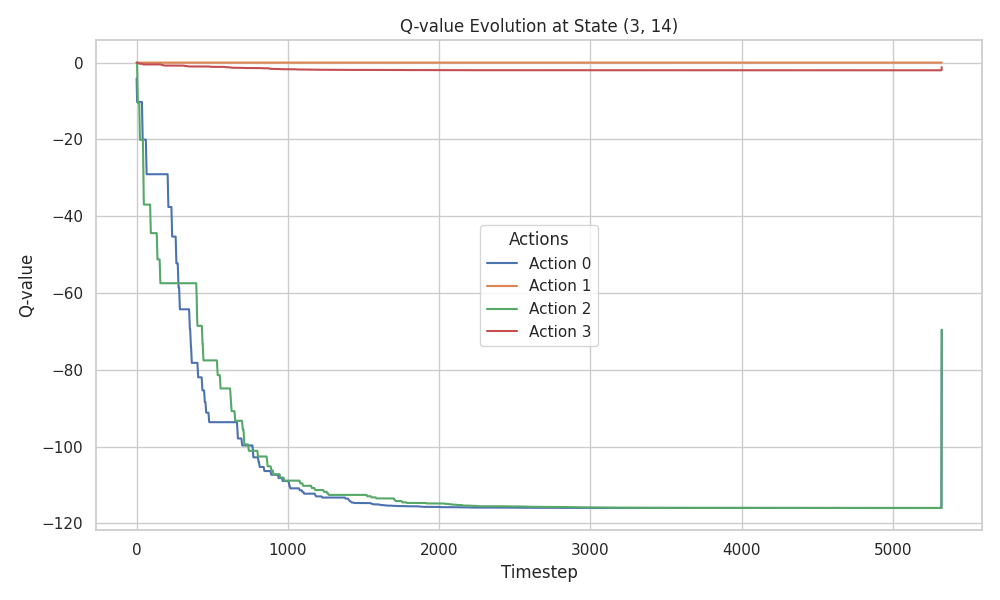 Q-value Evolution at State (3, 14)
0
−20
−40
−60
−80
−100
−120
Q-value
Actions
Action 0
Action 1
Action 2
Action 3
0 1000 2000 3000 4000 5000
Timestep